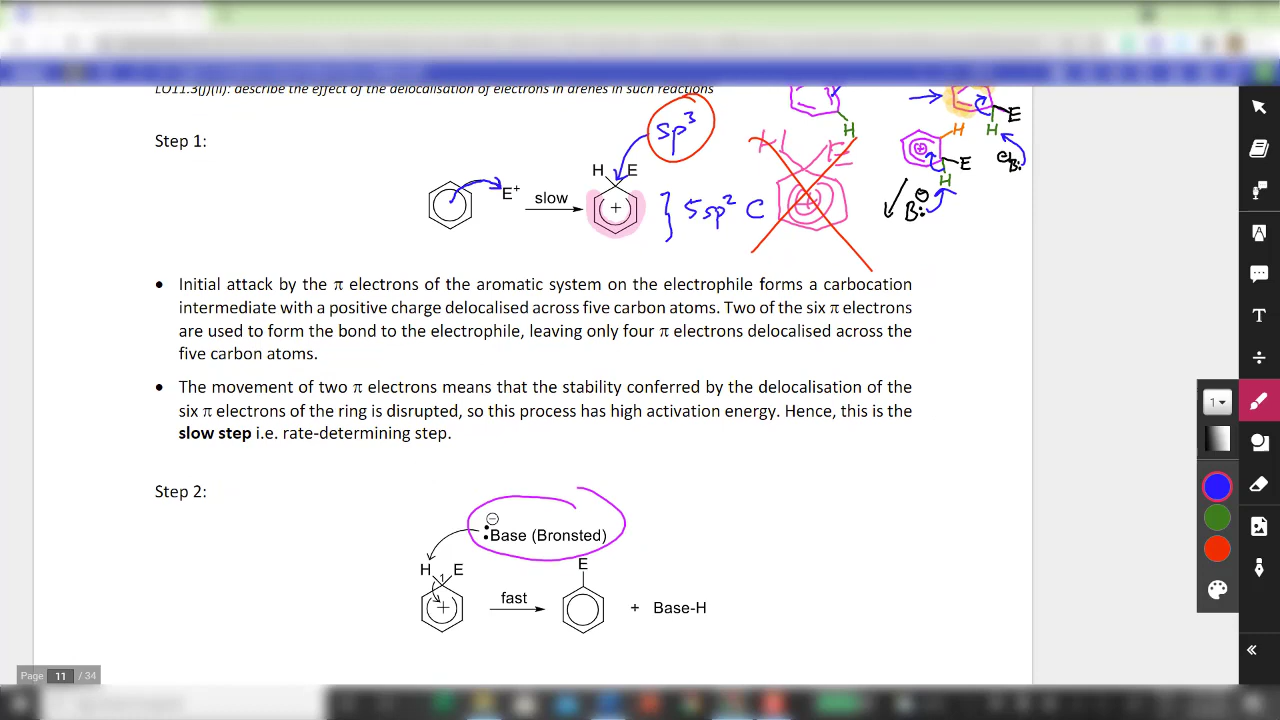 LO11.3(j)(ii): describe the effect of the delocalisation of electrons in arenes in such reactions
Step 1:
sp³
H E
E⁺
slow
+
} 5sp² C
H E
+
H
E
H
⊖B:
H
E
⊕
H
⊖
B:
• Initial attack by the π electrons of the aromatic system on the electrophile forms a carbocation
intermediate with a positive charge delocalised across five carbon atoms. Two of the six π electrons
are used to form the bond to the electrophile, leaving only four π electrons delocalised across the
five carbon atoms.
• The movement of two π electrons means that the stability conferred by the delocalisation of the
six π electrons of the ring is disrupted, so this process has high activation energy. Hence, this is the
slow step i.e. rate-determining step.
Step 2:
⊖
:Base (Bronsted)
H 1 E
+
fast
E
+ Base-H
Page 11 / 34
T
1